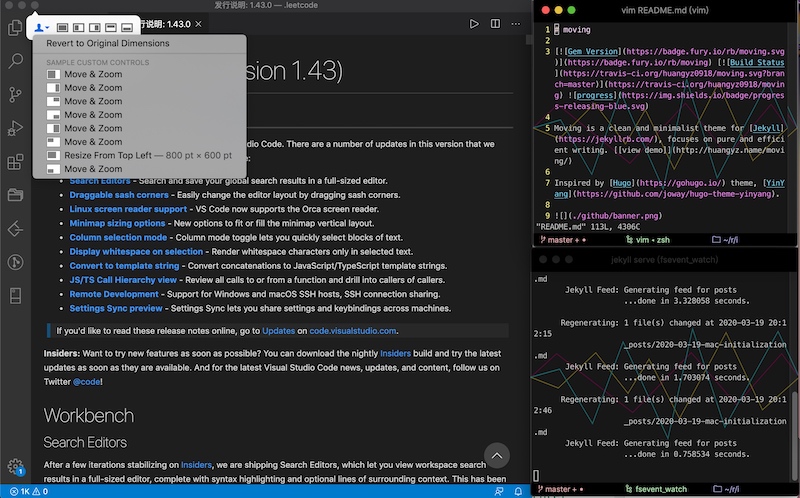 发行说明: 1.43.0 — .leetcode
行说明: 1.43.0
Revert to Original Dimensions
SAMPLE CUSTOM CONTROLS
Move & Zoom
Move & Zoom
Move & Zoom
Move & Zoom
Move & Zoom
Move & Zoom
Resize From Top Left — 800 pt × 600 pt
Move & Zoom
sion 1.43)
dio Code. There are a number of updates in this version that we
e:
Search Editors - Search and save your global search results in a full-sized editor.
Draggable sash corners - Easily change the editor layout by dragging sash corners.
Linux screen reader support - VS Code now supports the Orca screen reader.
Minimap sizing options - New options to fit or fill the minimap vertical layout.
Column selection mode - Column mode toggle lets you quickly select blocks of text.
Display whitespace on selection - Render whitespace characters only in selected text.
Convert to template string - Convert concatenations to JavaScript/TypeScript template strings.
JS/TS Call Hierarchy view - Review all calls to or from a function and drill into callers of callers.
Remote Development - Support for Windows and macOS SSH hosts, SSH connection sharing.
Settings Sync preview - Settings Sync lets you share settings and keybindings across machines.
If you'd like to read these release notes online, go to Updates on code.visualstudio.com.
Insiders: Want to try new features as soon as possible? You can download the nightly Insiders build and try the latest
updates as soon as they are available. And for the latest Visual Studio Code news, updates, and content, follow us on
Twitter @code!
Workbench
Search Editors
After a few iterations stabilizing on Insiders, we are shipping Search Editors, which let you view workspace search
results in a full-sized editor, complete with syntax highlighting and optional lines of surrounding context. This has been
1
1K 0
vim README.md (vim)
1 # moving
2
3 [![Gem Version](https://badge.fury.io/rb/moving.svg
)](https://badge.fury.io/rb/moving) [![Build Status
](https://travis-ci.org/huangyz0918/moving.svg?bran
ch=master)](https://travis-ci.org/huangyz0918/movin
g) ![progress](https://img.shields.io/badge/progres
s-releasing-blue.svg)
4
5 Moving is a clean and minimalist theme for [Jekyll]
(https://jekyllrb.com/), focuses on pure and effici
ent writing. [[view demo]](http://huangyz.name/movi
ng/)
6
7 Inspired by [Hugo](https://gohugo.io/) theme, [YinY
ang](https://github.com/joway/hugo-theme-yinyang).
8
9 ![](./github/banner.png)
"README.md" 113L, 4306C
master+ vim • zsh ~/r/i
jekyll serve (fsevent_watch)
.md
Jekyll Feed: Generating feed for posts
...done in 3.328058 seconds.
Regenerating: 1 file(s) changed at 2020-03-19 20:1
2:15
_posts/2020-03-19-mac-initialization
.md
Jekyll Feed: Generating feed for posts
...done in 1.703074 seconds.
Regenerating: 1 file(s) changed at 2020-03-19 20:1
2:46
_posts/2020-03-19-mac-initialization
.md
Jekyll Feed: Generating feed for posts
...done in 0.758534 seconds.
master+ fsevent_watch ~/r/i